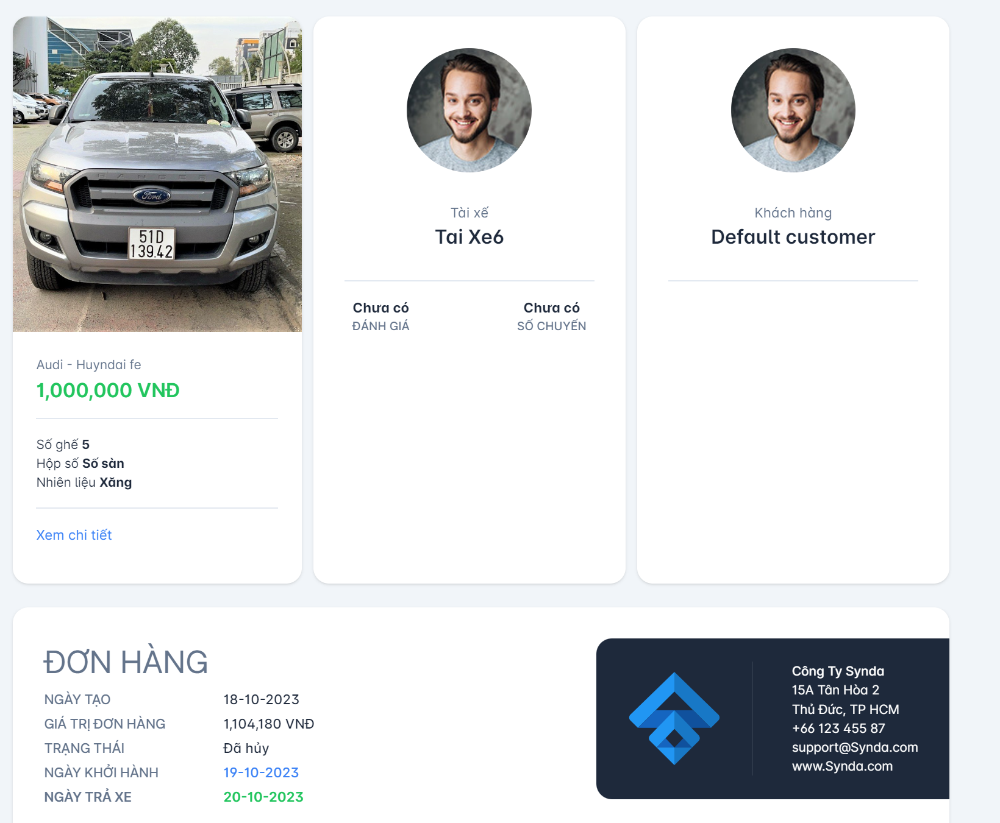 RANGER
Ford
51D
139.42
Audi - Huyndai fe
1,000,000 VNĐ
Số ghế 5
Hộp số Số sàn
Nhiên liệu Xăng
Xem chi tiết
Tài xế
Tai Xe6
Chưa có
ĐÁNH GIÁ
Chưa có
SỐ CHUYẾN
Khách hàng
Default customer
ĐƠN HÀNG
NGÀY TẠO 18-10-2023
GIÁ TRỊ ĐƠN HÀNG 1,104,180 VNĐ
TRẠNG THÁI Đã hủy
NGÀY KHỞI HÀNH 19-10-2023
NGÀY TRẢ XE 20-10-2023
Công Ty Synda
15A Tân Hòa 2
Thủ Đức, TP HCM
+66 123 455 87
support@Synda.com
www.Synda.com